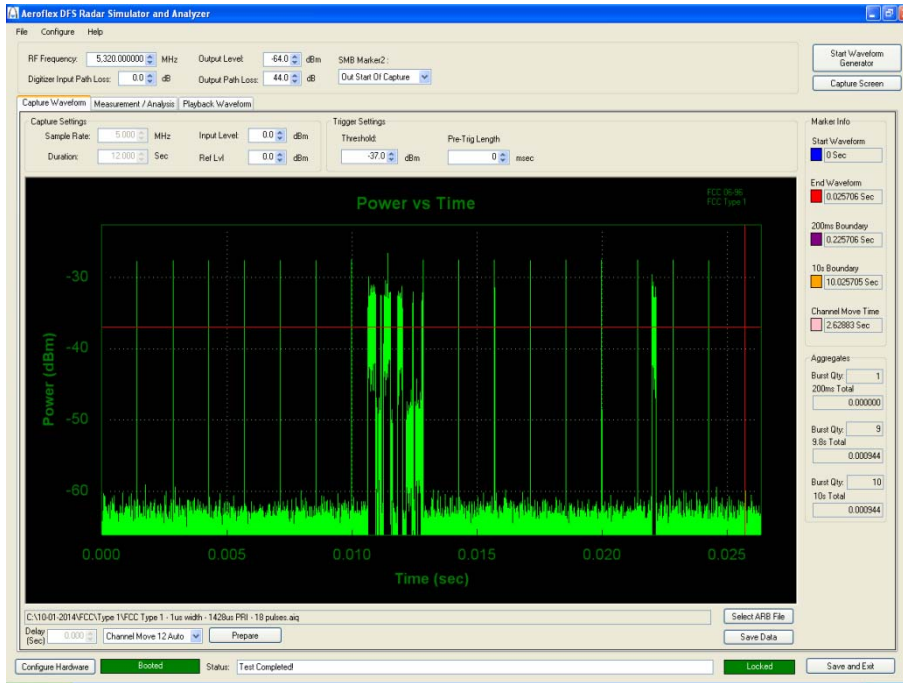 Aeroflex DFS Radar Simulator and Analyzer
File Configure Help
RF Frequency: 5,320.000000 MHz Output Level: -64.0 dBm SMB Marker2 :
Digitizer Input Path Loss: 0.0 dB Output Path Loss: 44.0 dB Out Start Of Capture
Start Waveform Generator
Capture Screen
Capture Waveform Measurement / Analysis Playback Waveform
Capture Settings
Sample Rate: 5.000 MHz Input Level: 0.0 dBm
Duration: 12.000 Sec Ref Lvl 0.0 dBm
Trigger Settings
Threshold: Pre-Trig Length
-37.0 dBm 0 msec
Marker Info
Start Waveform
0 Sec
End Waveform
0.025706 Sec
200ms Boundary
0.225706 Sec
10s Boundary
10.025705 Sec
Channel Move Time
2.62883 Sec
Aggregates
Burst Qty: 1
200ms Total
0.000000
Burst Qty: 9
9.8s Total
0.000944
Burst Qty: 10
10s Total
0.000944
Power vs Time
FCC 06-96
FCC Type 1
Power (dBm)
-30
-40
-50
-60
0.000 0.005 0.010 0.015 0.020 0.025
Time (sec)
C:\10-01-2014\FCC\Type 1\FCC Type 1 - 1us width - 1428us PRI - 18 pulses.aiq
Select ARB File
Delay (Sec) 0.000 Channel Move 12 Auto Prepare
Save Data
Configure Hardware Booted Status: Test Completed! Locked Save and Exit